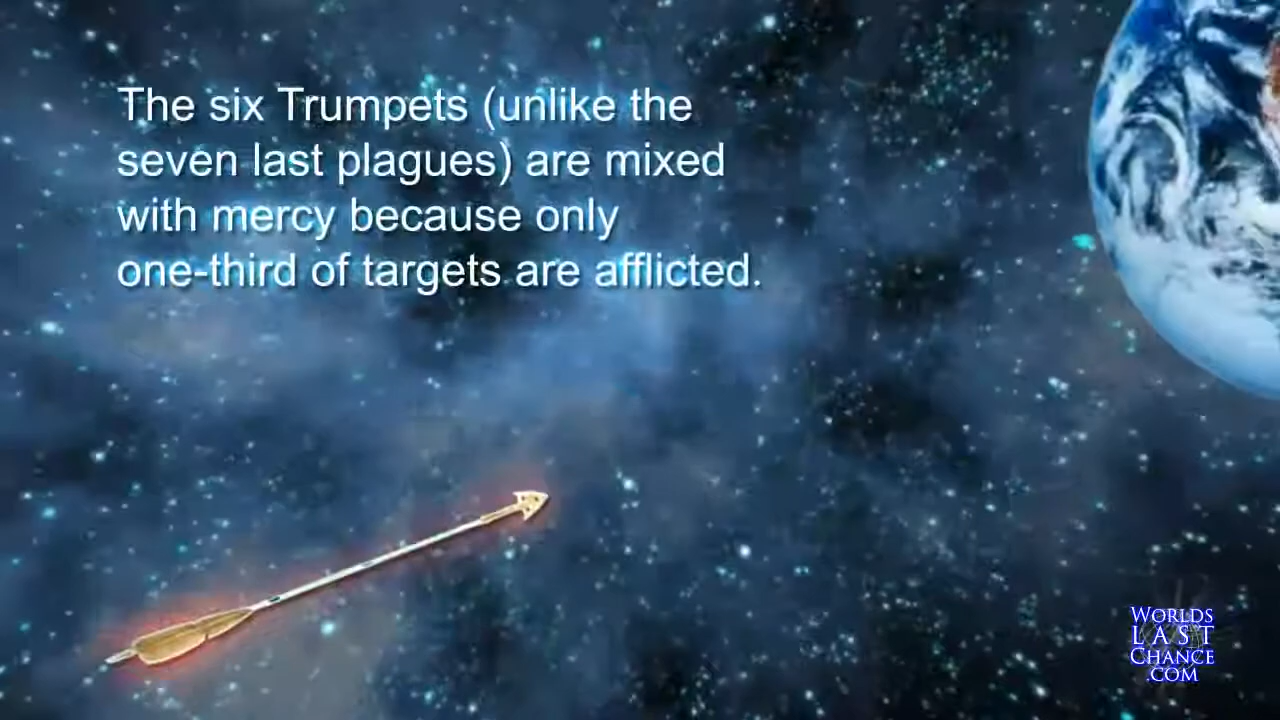 The six Trumpets (unlike the
seven last plagues) are mixed
with mercy because only
one-third of targets are afflicted.
WORLDS
LAST
CHANCE
.COM